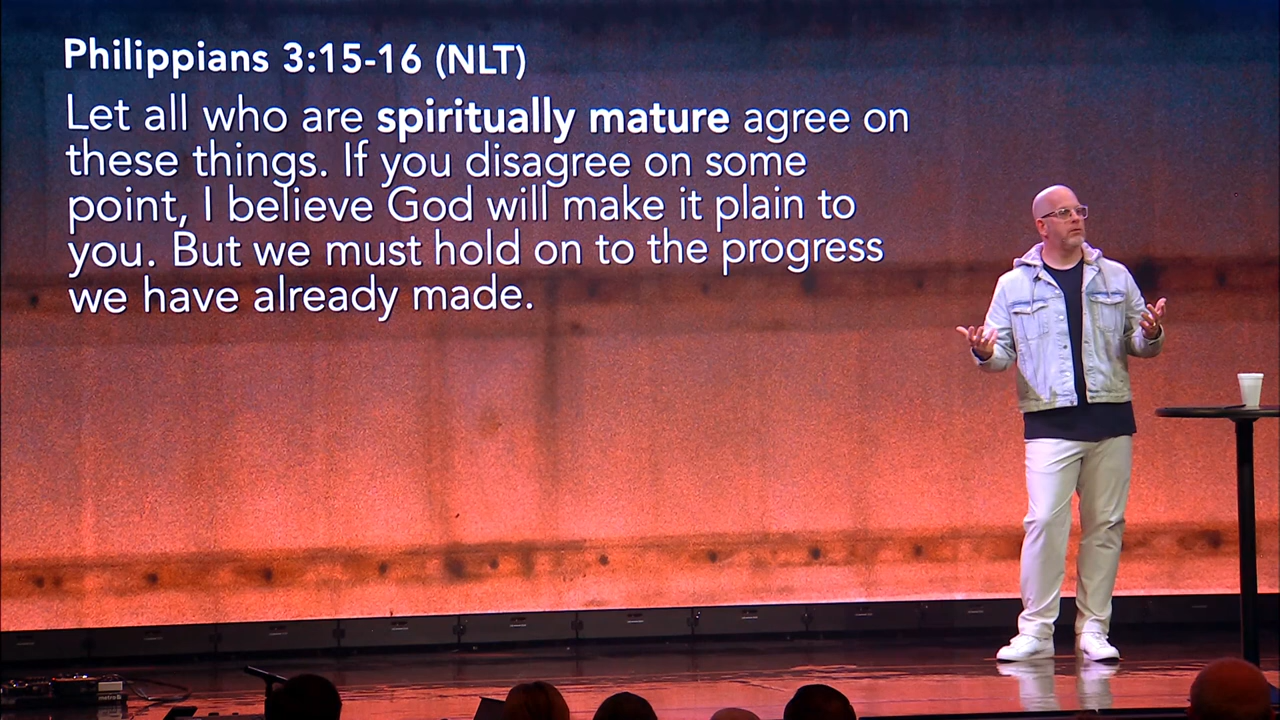 Philippians 3:15-16 (NLT)
Let all who are spiritually mature agree on
these things. If you disagree on some
point, I believe God will make it plain to
you. But we must hold on to the progress
we have already made.